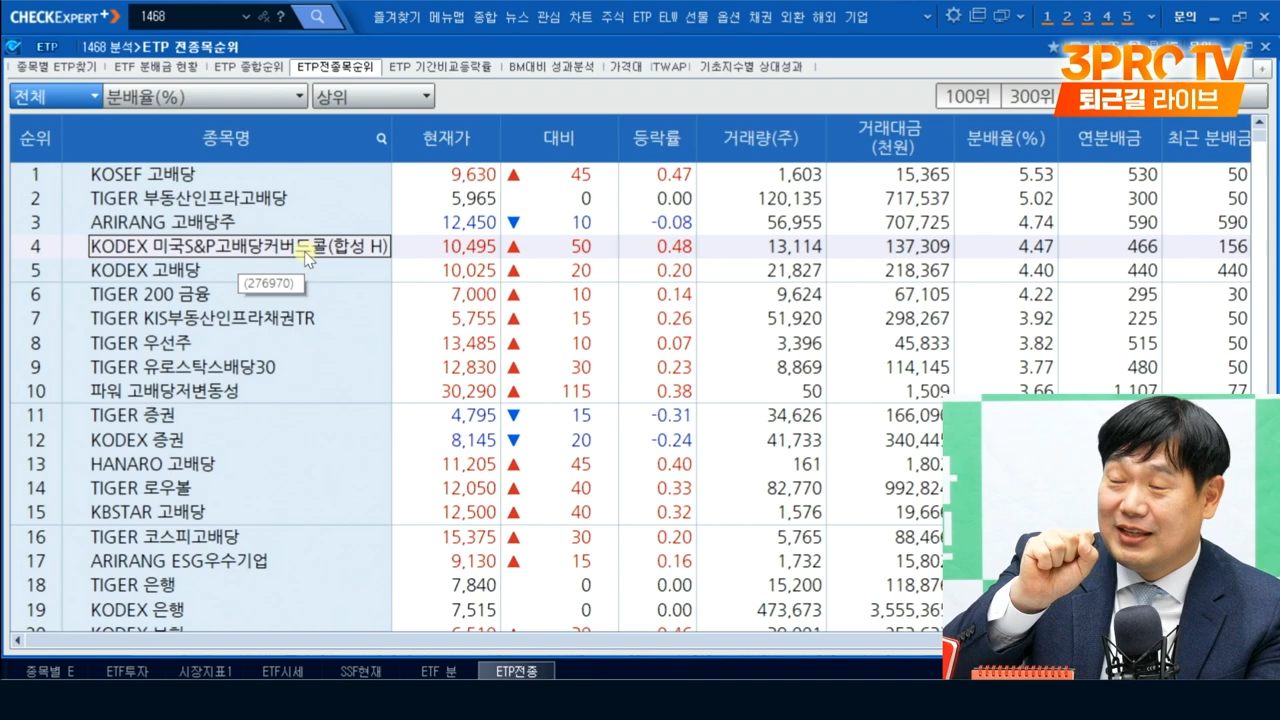 CHECK EXPERT+ 1468 ? 즐겨찾기 메뉴맵 종합 뉴스 관심 차트 주식 ETP ELW 선물 옵션 채권 외환 해외 기업 1 2 3 4 5 문의
ETP 1468 분석>ETP 전종목순위
종목별 ETP찾기 ETF 분배금 현황 ETP 종합순위 ETP전종목순위 ETP 기간비교등락률 BM대비 성과분석 가격대 TWAP 기초지수별 상대성과
3PRO TV
퇴근길 라이브
전체 분배율(%) 상위 100위 300위
순위 종목명 현재가 대비 등락률 거래량(주) 거래대금(천원) 분배율(%) 연분배금 최근 분배금
1 KOSEF 고배당 9,630 ▲ 45 0.47 1,603 15,365 5.53 530 50
2 TIGER 부동산인프라고배당 5,965 0 0.00 120,135 717,537 5.02 300 50
3 ARIRANG 고배당주 12,450 ▼ 10 -0.08 56,955 707,725 4.74 590 590
4 KODEX 미국S&P고배당커버드콜(합성 H) 10,495 ▲ 50 0.48 13,114 137,309 4.47 466 156
5 KODEX 고배당 10,025 ▲ 20 0.20 21,827 218,367 4.40 440 440
(276970)
6 TIGER 200 금융 7,000 ▲ 10 0.14 9,624 67,105 4.22 295 30
7 TIGER KIS부동산인프라채권TR 5,755 ▲ 15 0.26 51,920 298,267 3.92 225 50
8 TIGER 우선주 13,485 ▲ 10 0.07 3,396 45,833 3.82 515 50
9 TIGER 유로스탁스배당30 12,830 ▲ 30 0.23 8,869 114,145 3.77 480 50
10 파워 고배당저변동성 30,290 ▲ 115 0.38 50 1,509 3.66 1,107 77
11 TIGER 증권 4,795 ▼ 15 -0.31 34,626 166,096
12 KODEX 증권 8,145 ▼ 20 -0.24 41,733 340,445
13 HANARO 고배당 11,205 ▲ 45 0.40 161 1,802
14 TIGER 로우볼 12,050 ▲ 40 0.33 82,770 992,824
15 KBSTAR 고배당 12,500 ▲ 40 0.32 1,576 19,666
16 TIGER 코스피고배당 15,375 ▲ 30 0.20 5,765 88,466
17 ARIRANG ESG우수기업 9,130 ▲ 15 0.16 1,732 15,802
18 TIGER 은행 7,840 0 0.00 15,200 118,876
19 KODEX 은행 7,515 0 0.00 473,673 3,555,365
종목별 E ETF투자 시장지표1 ETF시세 SSF현재 ETF 분 ETP전종